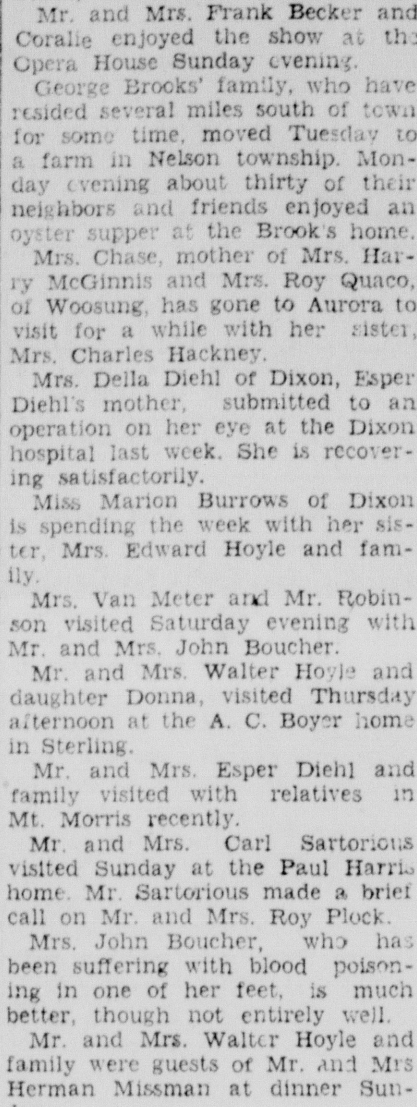 Mr. and Mrs. Frank Becker and
Coralie enjoyed the show at the
Opera House Sunday evening.
George Brooks' family, who have
resided several miles south of town
for some time, moved Tuesday to
a farm in Nelson township. Mon-
day evening about thirty of their
neighbors and friends enjoyed an
oyster supper at the Brook's home.
Mrs. Chase, mother of Mrs. Har-
ry McGinnis and Mrs. Roy Quaco,
of Woosung, has gone to Aurora to
visit for a while with her sister,
Mrs. Charles Hackney.
Mrs. Della Diehl of Dixon, Esper
Diehl's mother, submitted to an
operation on her eye at the Dixon
hospital last week. She is recover-
ing satisfactorily.
Miss Marion Burrows of Dixon
is spending the week with her sis-
ter, Mrs. Edward Hoyle and fam-
ily.
Mrs. Van Meter and Mr. Robin-
son visited Saturday evening with
Mr. and Mrs. John Boucher.
Mr. and Mrs. Walter Hoyle and
daughter Donna, visited Thursday
afternoon at the A. C. Boyer home
in Sterling.
Mr. and Mrs. Esper Diehl and
family visited with relatives in
Mt. Morris recently.
Mr. and Mrs. Carl Sartorious
visited Sunday at the Paul Harris
home. Mr. Sartorious made a brief
call on Mr. and Mrs. Roy Plock.
Mrs. John Boucher, who has
been suffering with blood poison-
ing in one of her feet, is much
better, though not entirely well.
Mr. and Mrs. Walter Hoyle and
family were guests of Mr. and Mrs
Herman Missman at dinner Sun-